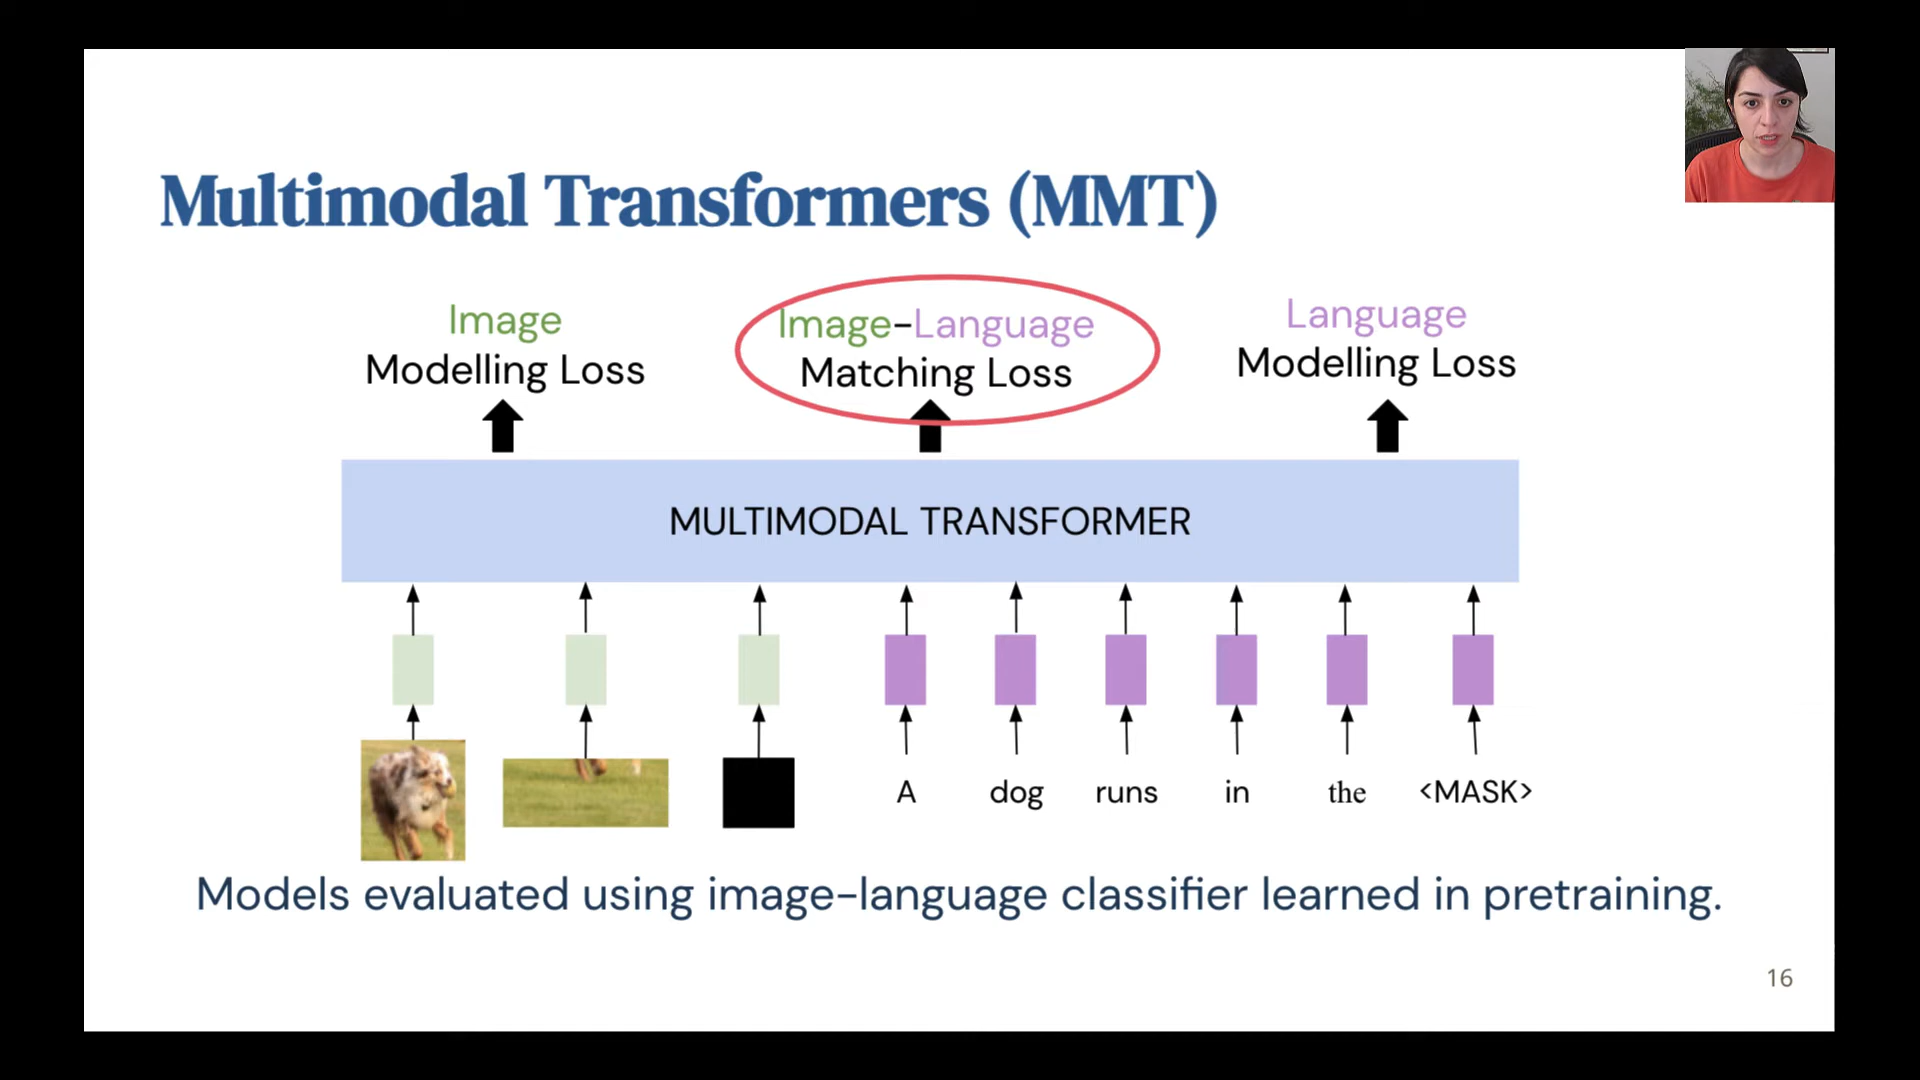 Multimodal Transformers (MMT)
Image
Modelling Loss
Image-Language
Matching Loss
Language
Modelling Loss
MULTIMODAL TRANSFORMER
A dog runs in the <MASK>
Models evaluated using image-language classifier learned in pretraining.
16